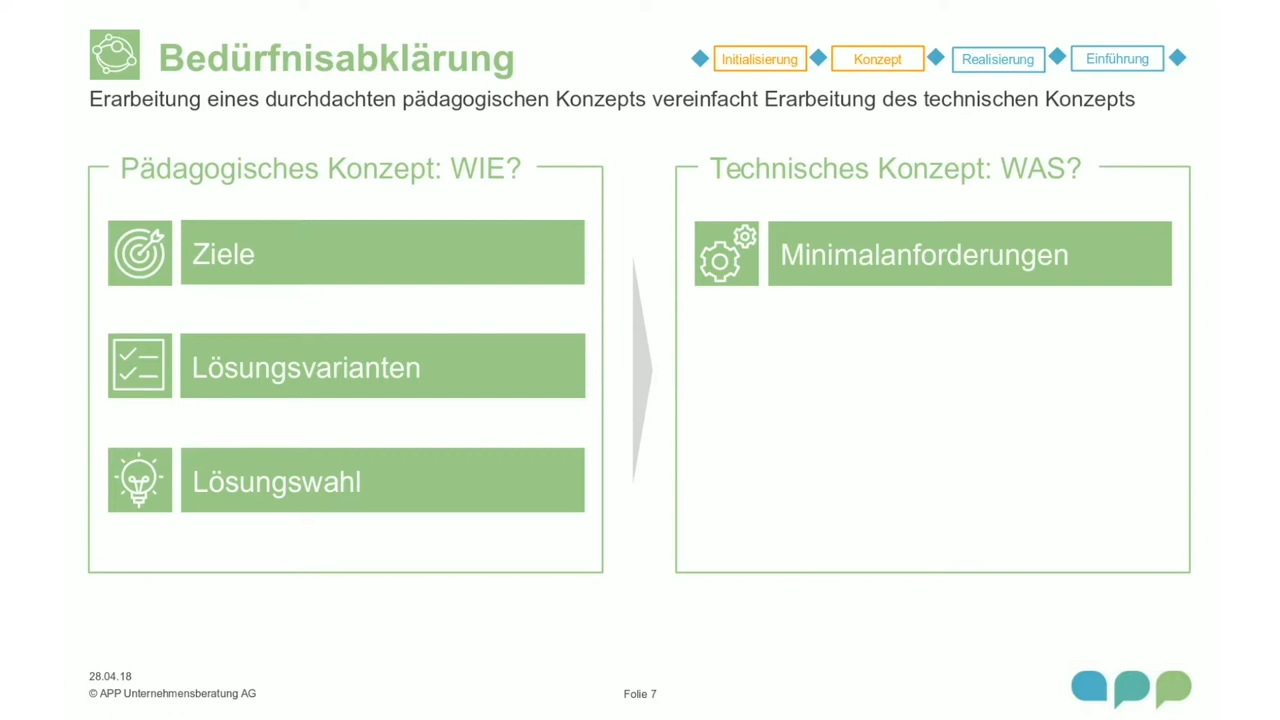 Bedürfnisabklärung
Initialisierung
Konzept
Realisierung
Einführung
Erarbeitung eines durchdachten pädagogischen Konzepts vereinfacht Erarbeitung des technischen Konzepts
Pädagogisches Konzept: WIE?
Ziele
Lösungsvarianten
Lösungswahl
Technisches Konzept: WAS?
Minimalanforderungen
28.04.18
© APP Unternehmensberatung AG
Folie 7
app